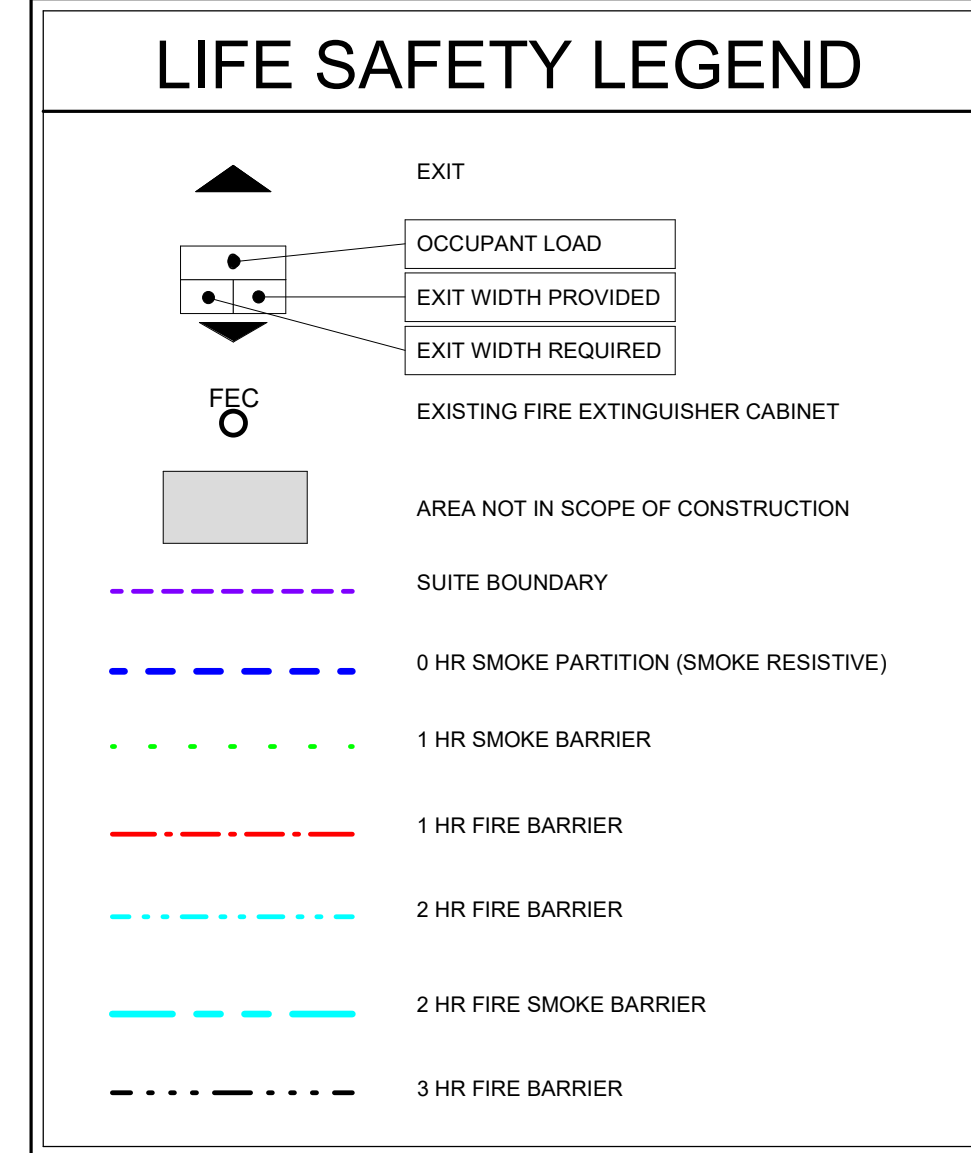 LIFE SAFETY LEGEND
EXIT
OCCUPANT LOAD
EXIT WIDTH PROVIDED
EXIT WIDTH REQUIRED
FEC
EXISTING FIRE EXTINGUISHER CABINET
AREA NOT IN SCOPE OF CONSTRUCTION
SUITE BOUNDARY
0 HR SMOKE PARTITION (SMOKE RESISTIVE)
1 HR SMOKE BARRIER
1 HR FIRE BARRIER
2 HR FIRE BARRIER
2 HR FIRE SMOKE BARRIER
3 HR FIRE BARRIER